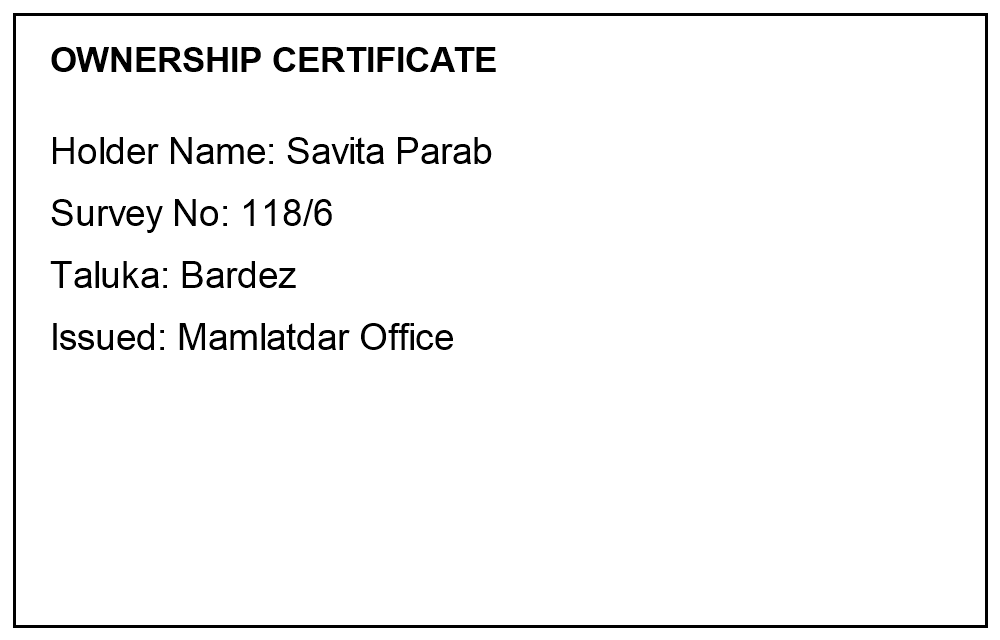 OWNERSHIP CERTIFICATE
Holder Name: Savita Parab
Survey No: 118/6
Taluka: Bardez
Issued: Mamlatdar Office